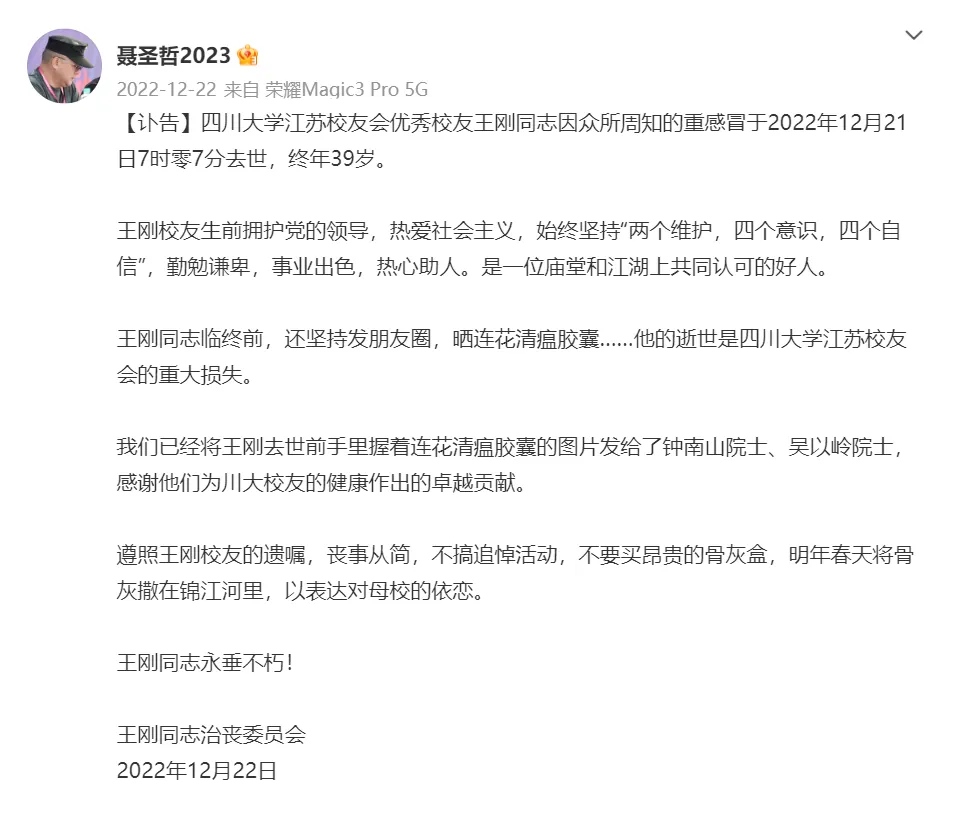 聂圣哲2023
2022-12-22 来自 荣耀Magic3 Pro 5G
【讣告】四川大学江苏校友会优秀校友王刚同志因众所周知的重感冒于2022年12月21
日7时零7分去世，终年39岁。
王刚校友生前拥护党的领导，热爱社会主义，始终坚持“两个维护，四个意识，四个自
信”，勤勉谦卑，事业出色，热心助人。是一位庙堂和江湖上共同认可的好人。
王刚同志临终前，还坚持发朋友圈，晒连花清瘟胶囊......他的逝世是四川大学江苏校友
会的重大损失。
我们已经将王刚去世前手里握着连花清瘟胶囊的图片发给了钟南山院士、吴以岭院士，
感谢他们为川大校友的健康作出的卓越贡献。
遵照王刚校友的遗嘱，丧事从简，不搞追悼活动，不要买昂贵的骨灰盒，明年春天将骨
灰撒在锦江河里，以表达对母校的依恋。
王刚同志永垂不朽！
王刚同志治丧委员会
2022年12月22日